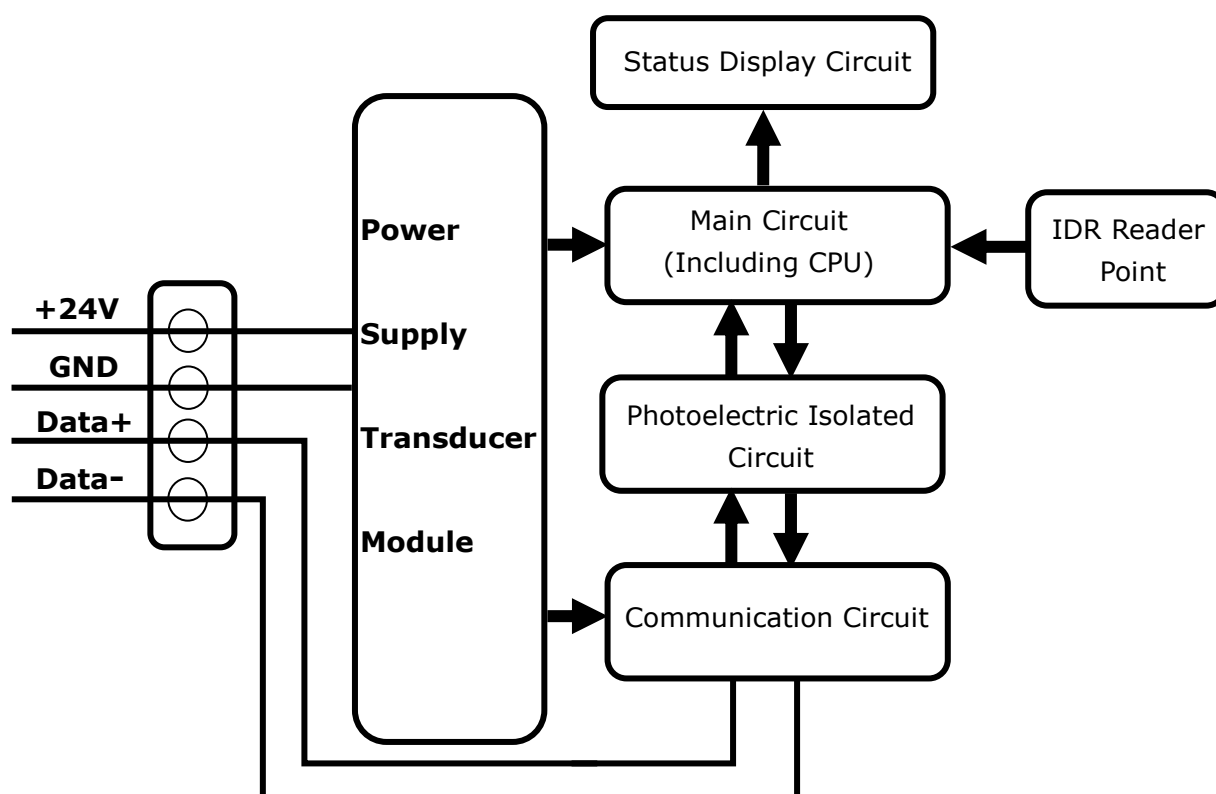 Status Display Circuit
Power
Supply
Transducer
Module
Main Circuit
(Including CPU)
IDR Reader
Point
+24V
GND
Data+
Data-
Photoelectric Isolated
Circuit
Communication Circuit